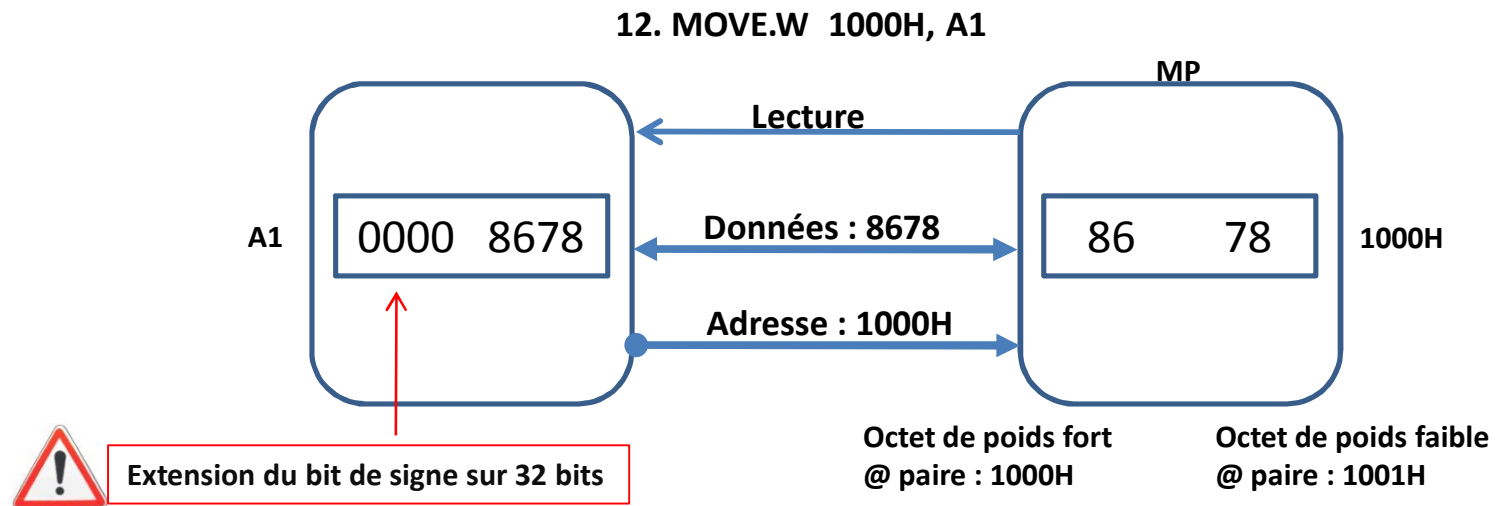 12. MOVE.W 1000H, A1
MP
Lecture
A1
0000 8678
Données : 8678
86 78
1000H
Adresse : 1000H
Extension du bit de signe sur 32 bits
Octet de poids fort
@ paire : 1000H
Octet de poids faible
@ paire : 1001H